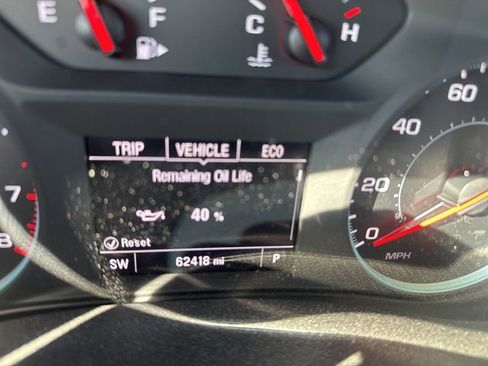 E F C H
TRIP VEHICLE ECO
Remaining Oil Life
40 %
Reset
SW 62418 mi P
7
8
60
40
20
0
MPH